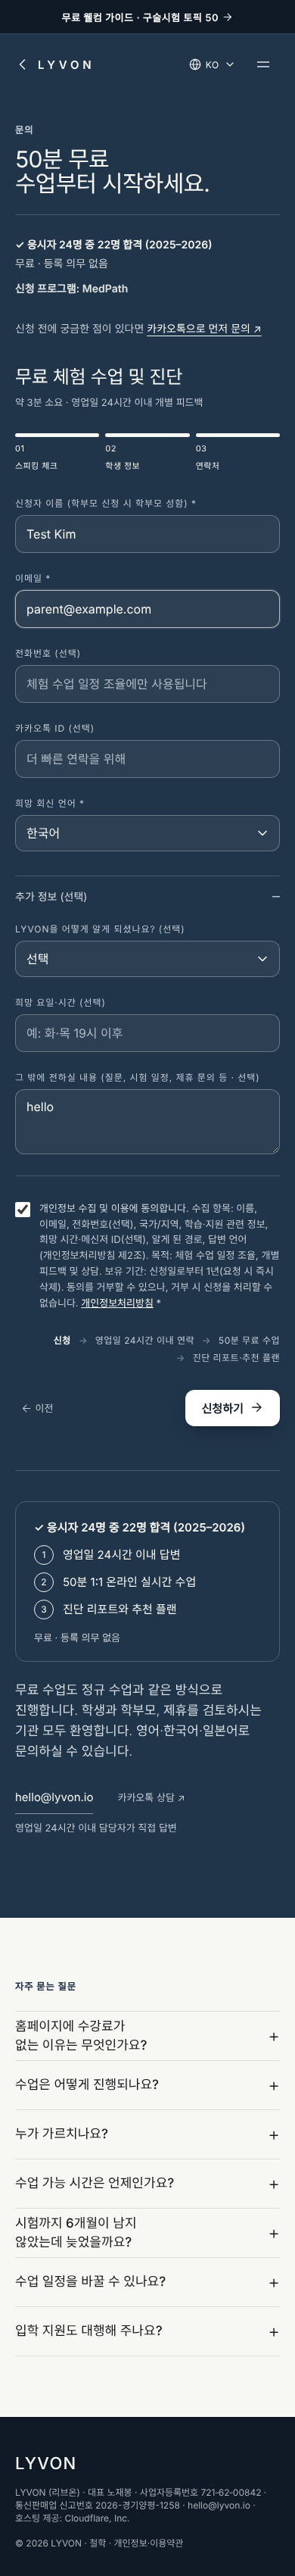 무료 웰컴 가이드 · 구술시험 토픽 50 →
LYVON
KO
문의
50분 무료
수업부터 시작하세요.
✓ 응시자 24명 중 22명 합격 (2025–2026)
무료 · 등록 의무 없음
신청 프로그램: MedPath
신청 전에 궁금한 점이 있다면 카카오톡으로 먼저 문의 ↗
무료 체험 수업 및 진단
약 3분 소요 · 영업일 24시간 이내 개별 피드백
01 02 03
스피킹 체크 학생 정보 연락처
신청자 이름 (학부모 신청 시 학부모 성함) *
Test Kim
이메일 *
parent@example.com
전화번호 (선택)
체험 수업 일정 조율에만 사용됩니다
카카오톡 ID (선택)
더 빠른 연락을 위해
희망 회신 언어 *
한국어
추가 정보 (선택)
LYVON을 어떻게 알게 되셨나요? (선택)
선택
희망 요일·시간 (선택)
예: 화·목 19시 이후
그 밖에 전하실 내용 (질문, 시험 일정, 제휴 문의 등 · 선택)
hello
개인정보 수집 및 이용에 동의합니다. 수집 항목: 이름,
이메일, 전화번호(선택), 국가/지역, 학습·지원 관련 정보,
희망 시간·메신저 ID(선택), 알게 된 경로, 답변 언어
(개인정보처리방침 제2조). 목적: 체험 수업 일정 조율, 개별
피드백 및 상담. 보유 기간: 신청일로부터 1년(요청 시 즉시
삭제). 동의를 거부할 수 있으나, 거부 시 신청을 처리할 수
없습니다. 개인정보처리방침 *
신청 → 영업일 24시간 이내 연락 → 50분 무료 수업
→ 진단 리포트·추천 플랜
← 이전
신청하기 →
✓ 응시자 24명 중 22명 합격 (2025–2026)
1 영업일 24시간 이내 답변
2 50분 1:1 온라인 실시간 수업
3 진단 리포트와 추천 플랜
무료 · 등록 의무 없음
무료 수업도 정규 수업과 같은 방식으로
진행합니다. 학생과 학부모, 제휴를 검토하시는
기관 모두 환영합니다. 영어·한국어·일본어로
문의하실 수 있습니다.
hello@lyvon.io 카카오톡 상담 ↗
영업일 24시간 이내 담당자가 직접 답변
자주 묻는 질문
홈페이지에 수강료가
없는 이유는 무엇인가요?
수업은 어떻게 진행되나요?
누가 가르치나요?
수업 가능 시간은 언제인가요?
시험까지 6개월이 남지
않았는데 늦었을까요?
수업 일정을 바꿀 수 있나요?
입학 지원도 대행해 주나요?
LYVON
LYVON (리브온) · 대표 노재봉 · 사업자등록번호 721-62-00842 ·
통신판매업 신고번호 2026-경기양평-1258 · hello@lyvon.io ·
호스팅 제공: Cloudflare, Inc.
© 2026 LYVON · 철학 · 개인정보·이용약관